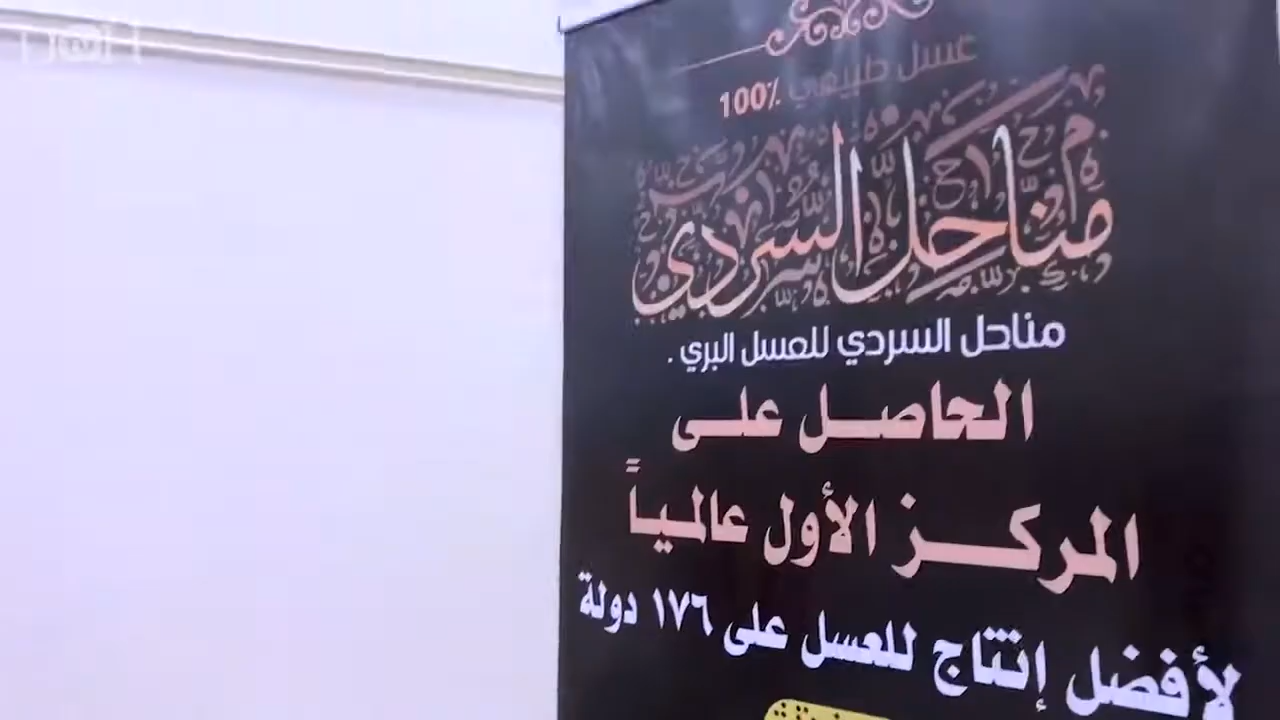 عسل طبيعي 100٪
مناحل السردي
مناحل السردي للعسل البري .
الحاصل على
المركز الأول عالمياً
لأفضل إنتاج للعسل على ١٧٦ دولة